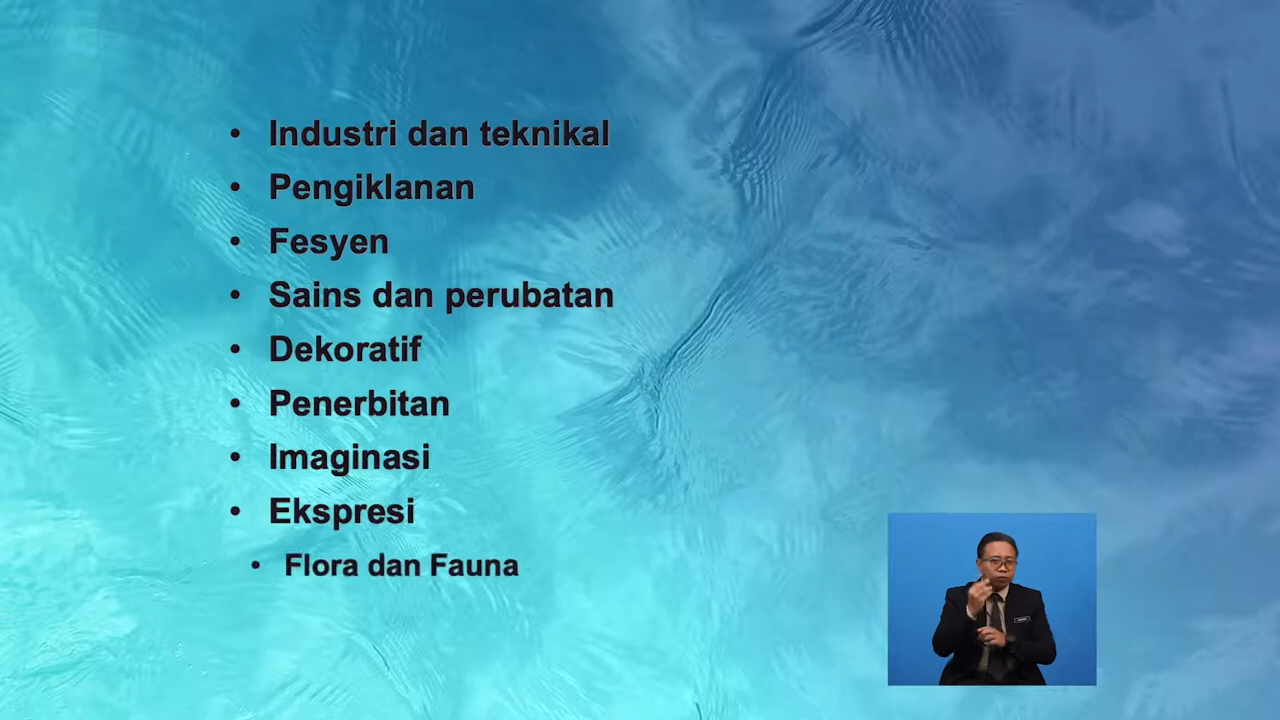 • Industri dan teknikal
• Pengiklanan
• Fesyen
• Sains dan perubatan
• Dekoratif
• Penerbitan
• Imaginasi
• Ekspresi
• Flora dan Fauna